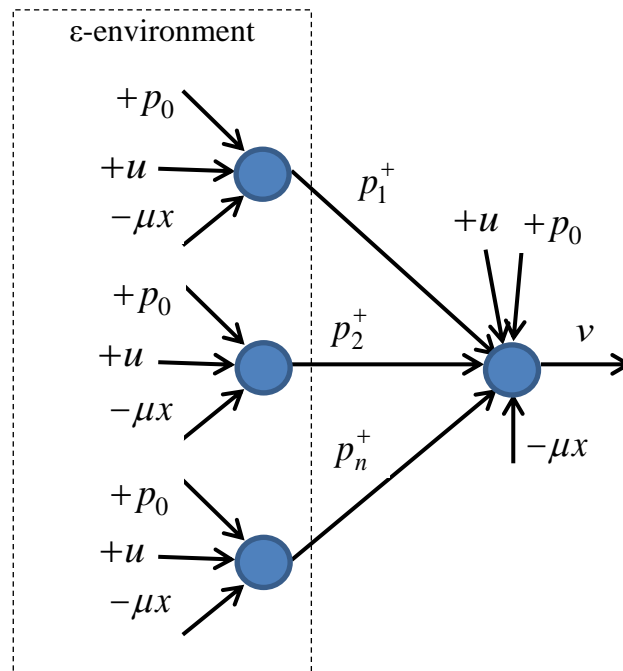 ε-environment
+p₀
+u
−μx
p₁⁺
+u +p₀
+p₀
+u
−μx
p₂⁺
v
−μx
pₙ⁺
+p₀
+u
−μx